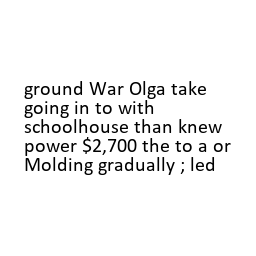 ground War Olga take
going in to with
schoolhouse than knew
power $2,700 the to a or
Molding gradually ; led